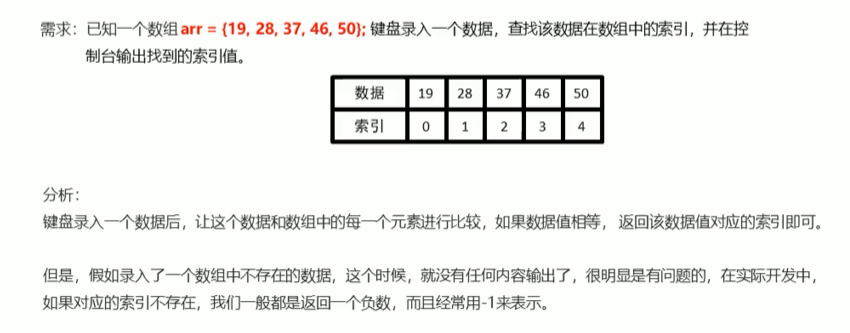 需求：已知一个数组arr = {19, 28, 37, 46, 50}; 键盘录入一个数据，查找该数据在数组中的索引，并在控
制台输出找到的索引值。
数据 19 28 37 46 50
索引 0 1 2 3 4
分析：
键盘录入一个数据后，让这个数据和数组中的每一个元素进行比较，如果数据值相等， 返回该数据值对应的索引即可。
但是，假如录入了一个数组中不存在的数据，这个时候，就没有任何内容输出了，很明显是有问题的，在实际开发中，
如果对应的索引不存在，我们一般都是返回一个负数，而且经常用-1来表示。